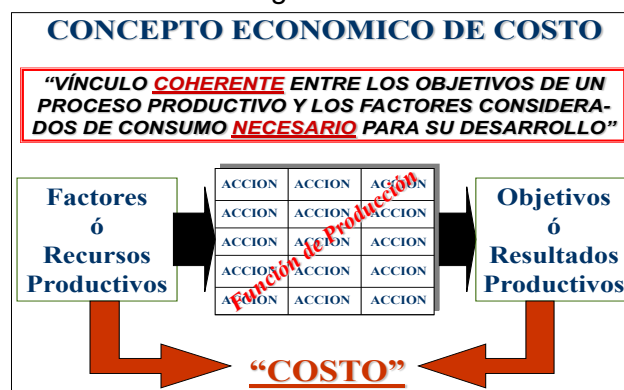 CONCEPTO ECONOMICO DE COSTO
“VÍNCULO COHERENTE ENTRE LOS OBJETIVOS DE UN
PROCESO PRODUCTIVO Y LOS FACTORES CONSIDERA-
DOS DE CONSUMO NECESARIO PARA SU DESARROLLO”
Factores
ó
Recursos
Productivos
ACCION ACCION ACCION
ACCION ACCION ACCION
ACCION ACCION ACCION
ACCION ACCION ACCION
ACCION ACCION ACCION
Función de Producción
Objetivos
ó
Resultados
Productivos
“COSTO”